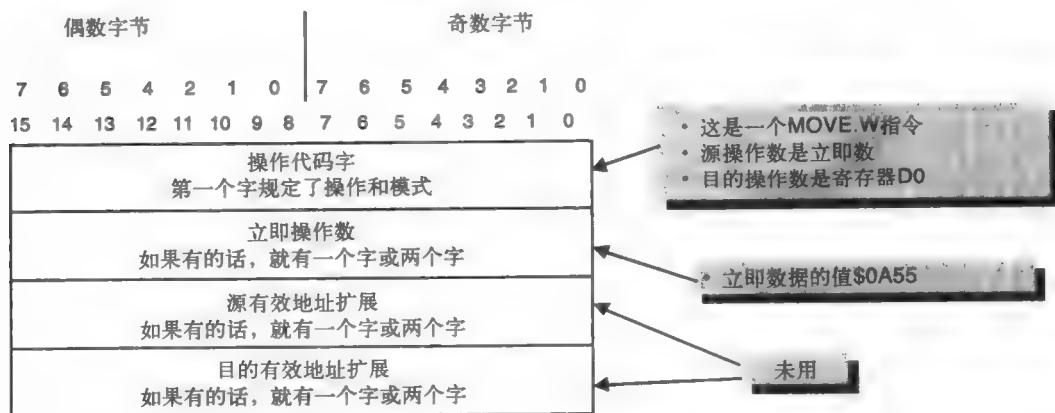 偶数字节
奇数字节
7 6 5 4 2 1 0 7 6 5 4 3 2 1 0
15 14 13 12 11 10 9 8 7 6 5 4 3 2 1 0
操作代码字
第一个字规定了操作和模式
立即操作数
如果有的话，就有一个字或两个字
源有效地址扩展
如果有的话，就有一个字或两个字
目的有效地址扩展
如果有的话，就有一个字或两个字
• 这是一个MOVE.W指令
• 源操作数是立即数
• 目的操作数是寄存器D0
• 立即数据的值$0A55
未用